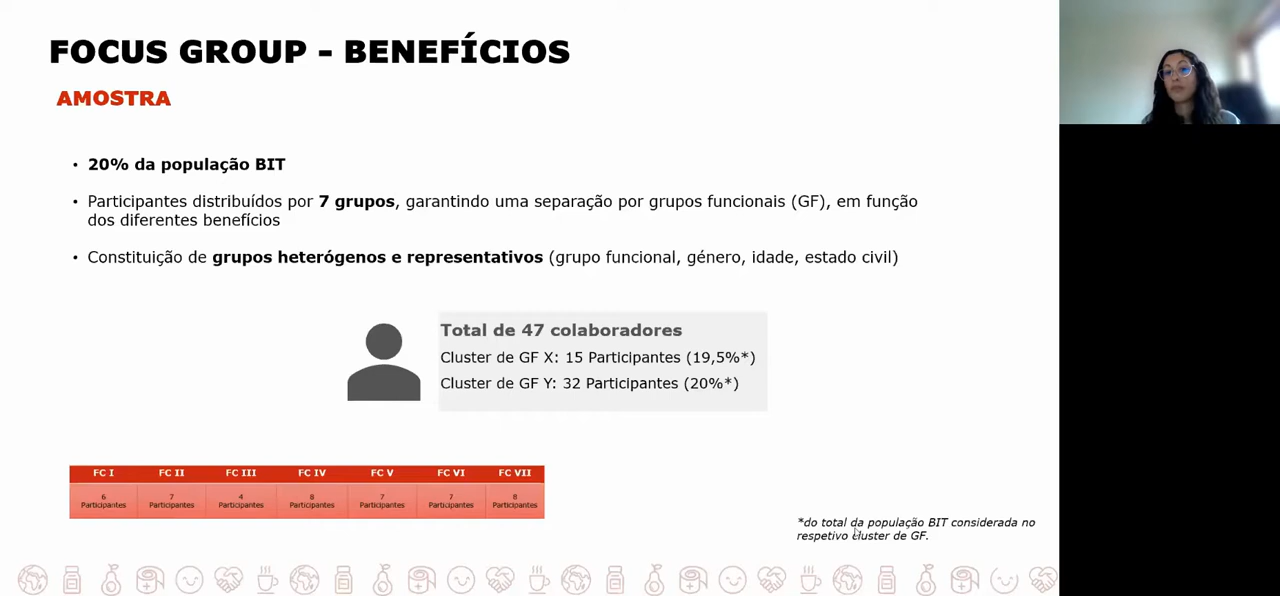 FOCUS GROUP - BENEFÍCIOS
AMOSTRA
• 20% da população BIT
• Participantes distribuídos por 7 grupos, garantindo uma separação por grupos funcionais (GF), em função
dos diferentes benefícios
• Constituição de grupos heterógenos e representativos (grupo funcional, género, idade, estado civil)
Total de 47 colaboradores
Cluster de GF X: 15 Participantes (19,5%*)
Cluster de GF Y: 32 Participantes (20%*)
FC I FC II FC III FC IV FC V FC VI FC VII
6 7 4 8 7 7 8
Participantes Participantes Participantes Participantes Participantes Participantes Participantes
*do total da população BIT considerada no
respetivo cluster de GF.